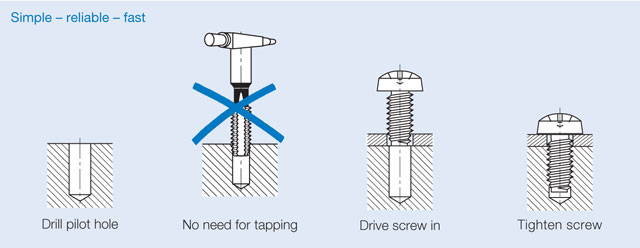 Simple – reliable – fast
Drill pilot hole
No need for tapping
Drive screw in
Tighten screw